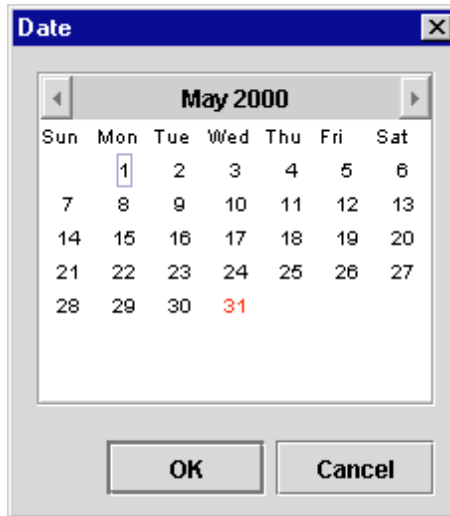 Date
May 2000
Sun Mon Tue Wed Thu Fri Sat
1 2 3 4 5 6
7 8 9 10 11 12 13
14 15 16 17 18 19 20
21 22 23 24 25 26 27
28 29 30 31
OK Cancel